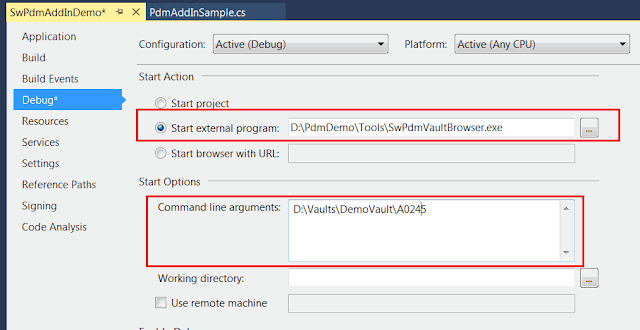 SwPdmAddInDemo* PdmAddInSample.cs
Application
Build
Build Events
Debug*
Resources
Services
Settings
Reference Paths
Signing
Code Analysis
Configuration: Active (Debug) Platform: Active (Any CPU)
Start Action
Start project
Start external program: D:\PdmDemo\Tools\SwPdmVaultBrowser.exe ...
Start browser with URL:
Start Options
Command line arguments: D:\Vaults\DemoVault\A0245
Working directory: ...
Use remote machine